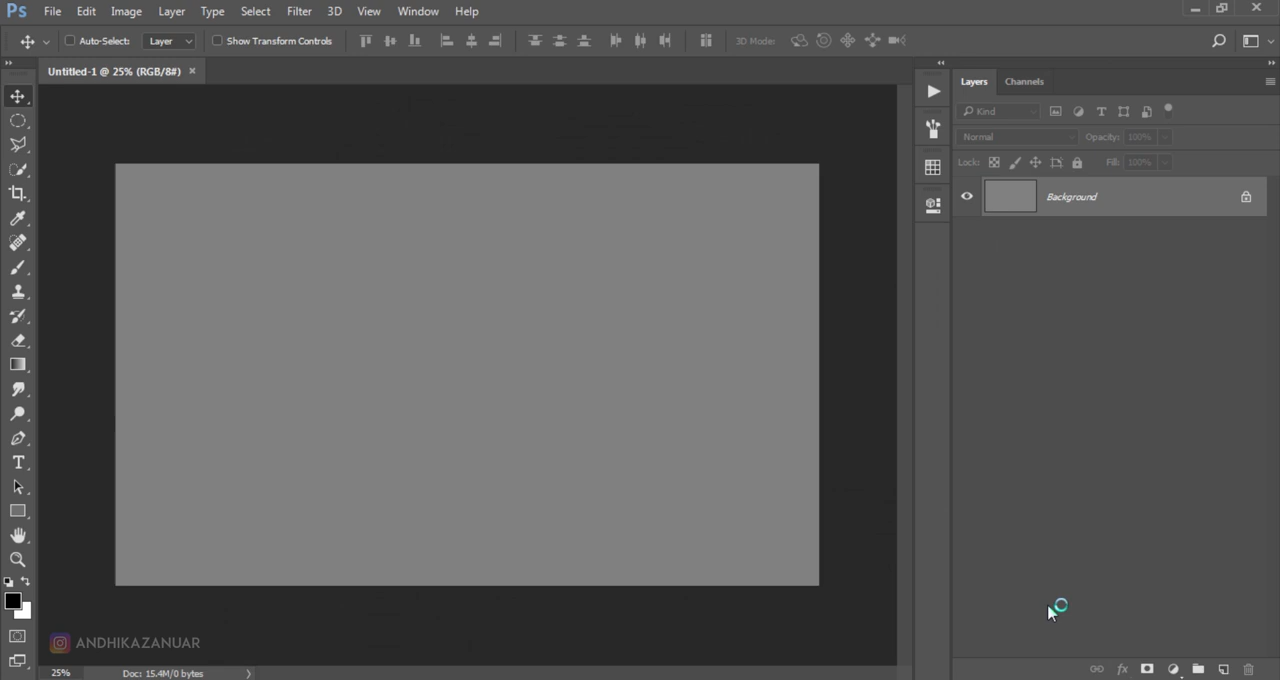 Ps File Edit Image Layer Type Select Filter 3D View Window Help
Auto-Select: Layer Show Transform Controls 3D Mode:
Untitled-1 @ 25% (RGB/8#) ×
Layers Channels
Kind T
Normal Opacity: 100%
Lock: Fill: 100%
Background
T
ANDHIKAZANUAR
25% Doc: 15.4M/0 bytes
fx